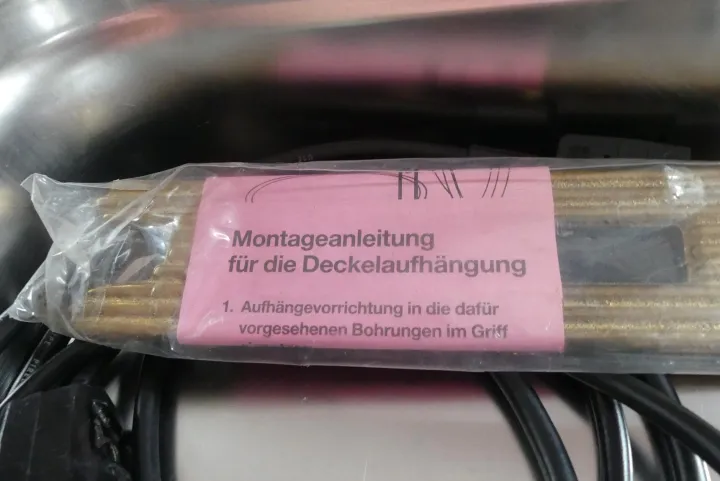 Montageanleitung
für die Deckelaufhängung
1. Aufhängevorrichtung in die dafür
vorgesehenen Bohrungen im Griff